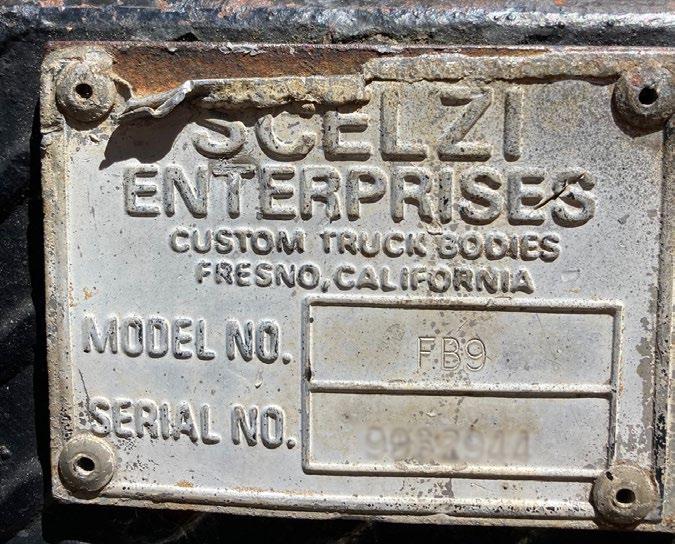 SCELZI
ENTERPRISES
CUSTOM TRUCK BODIES
FRESNO, CALIFORNIA
MODEL NO. FB9
SERIAL NO.